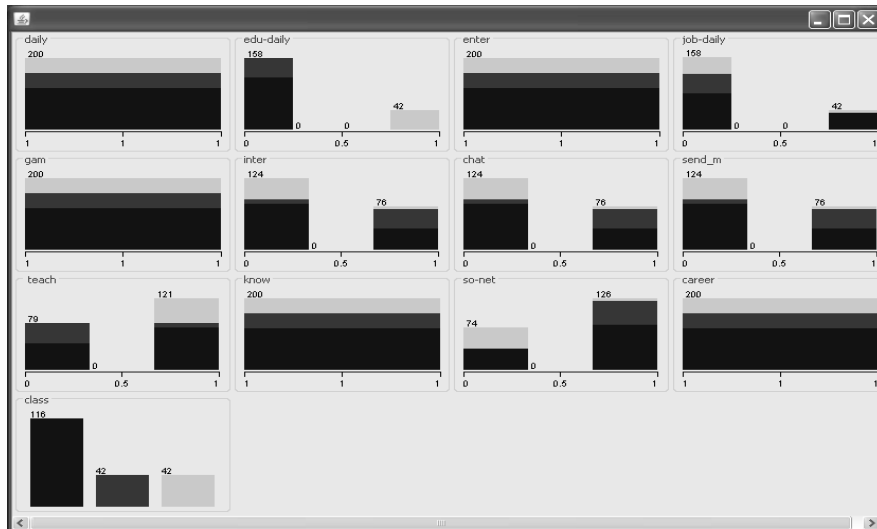 daily edu-daily enter job-daily
200 158 200 158
42 42
0 0 0 0
1 1 1 0 0.5 1 1 1 1 0 0.5 1
gam inter chat send_m
200 124 124 124
76 76 76
0 0 0
1 1 1 0 0.5 1 0 0.5 1 0 0.5 1
teach know so-net career
121 200 126 200
79 74
0 0
0 0.5 1 1 1 1 0 0.5 1 1 1 1
class
116
42 42